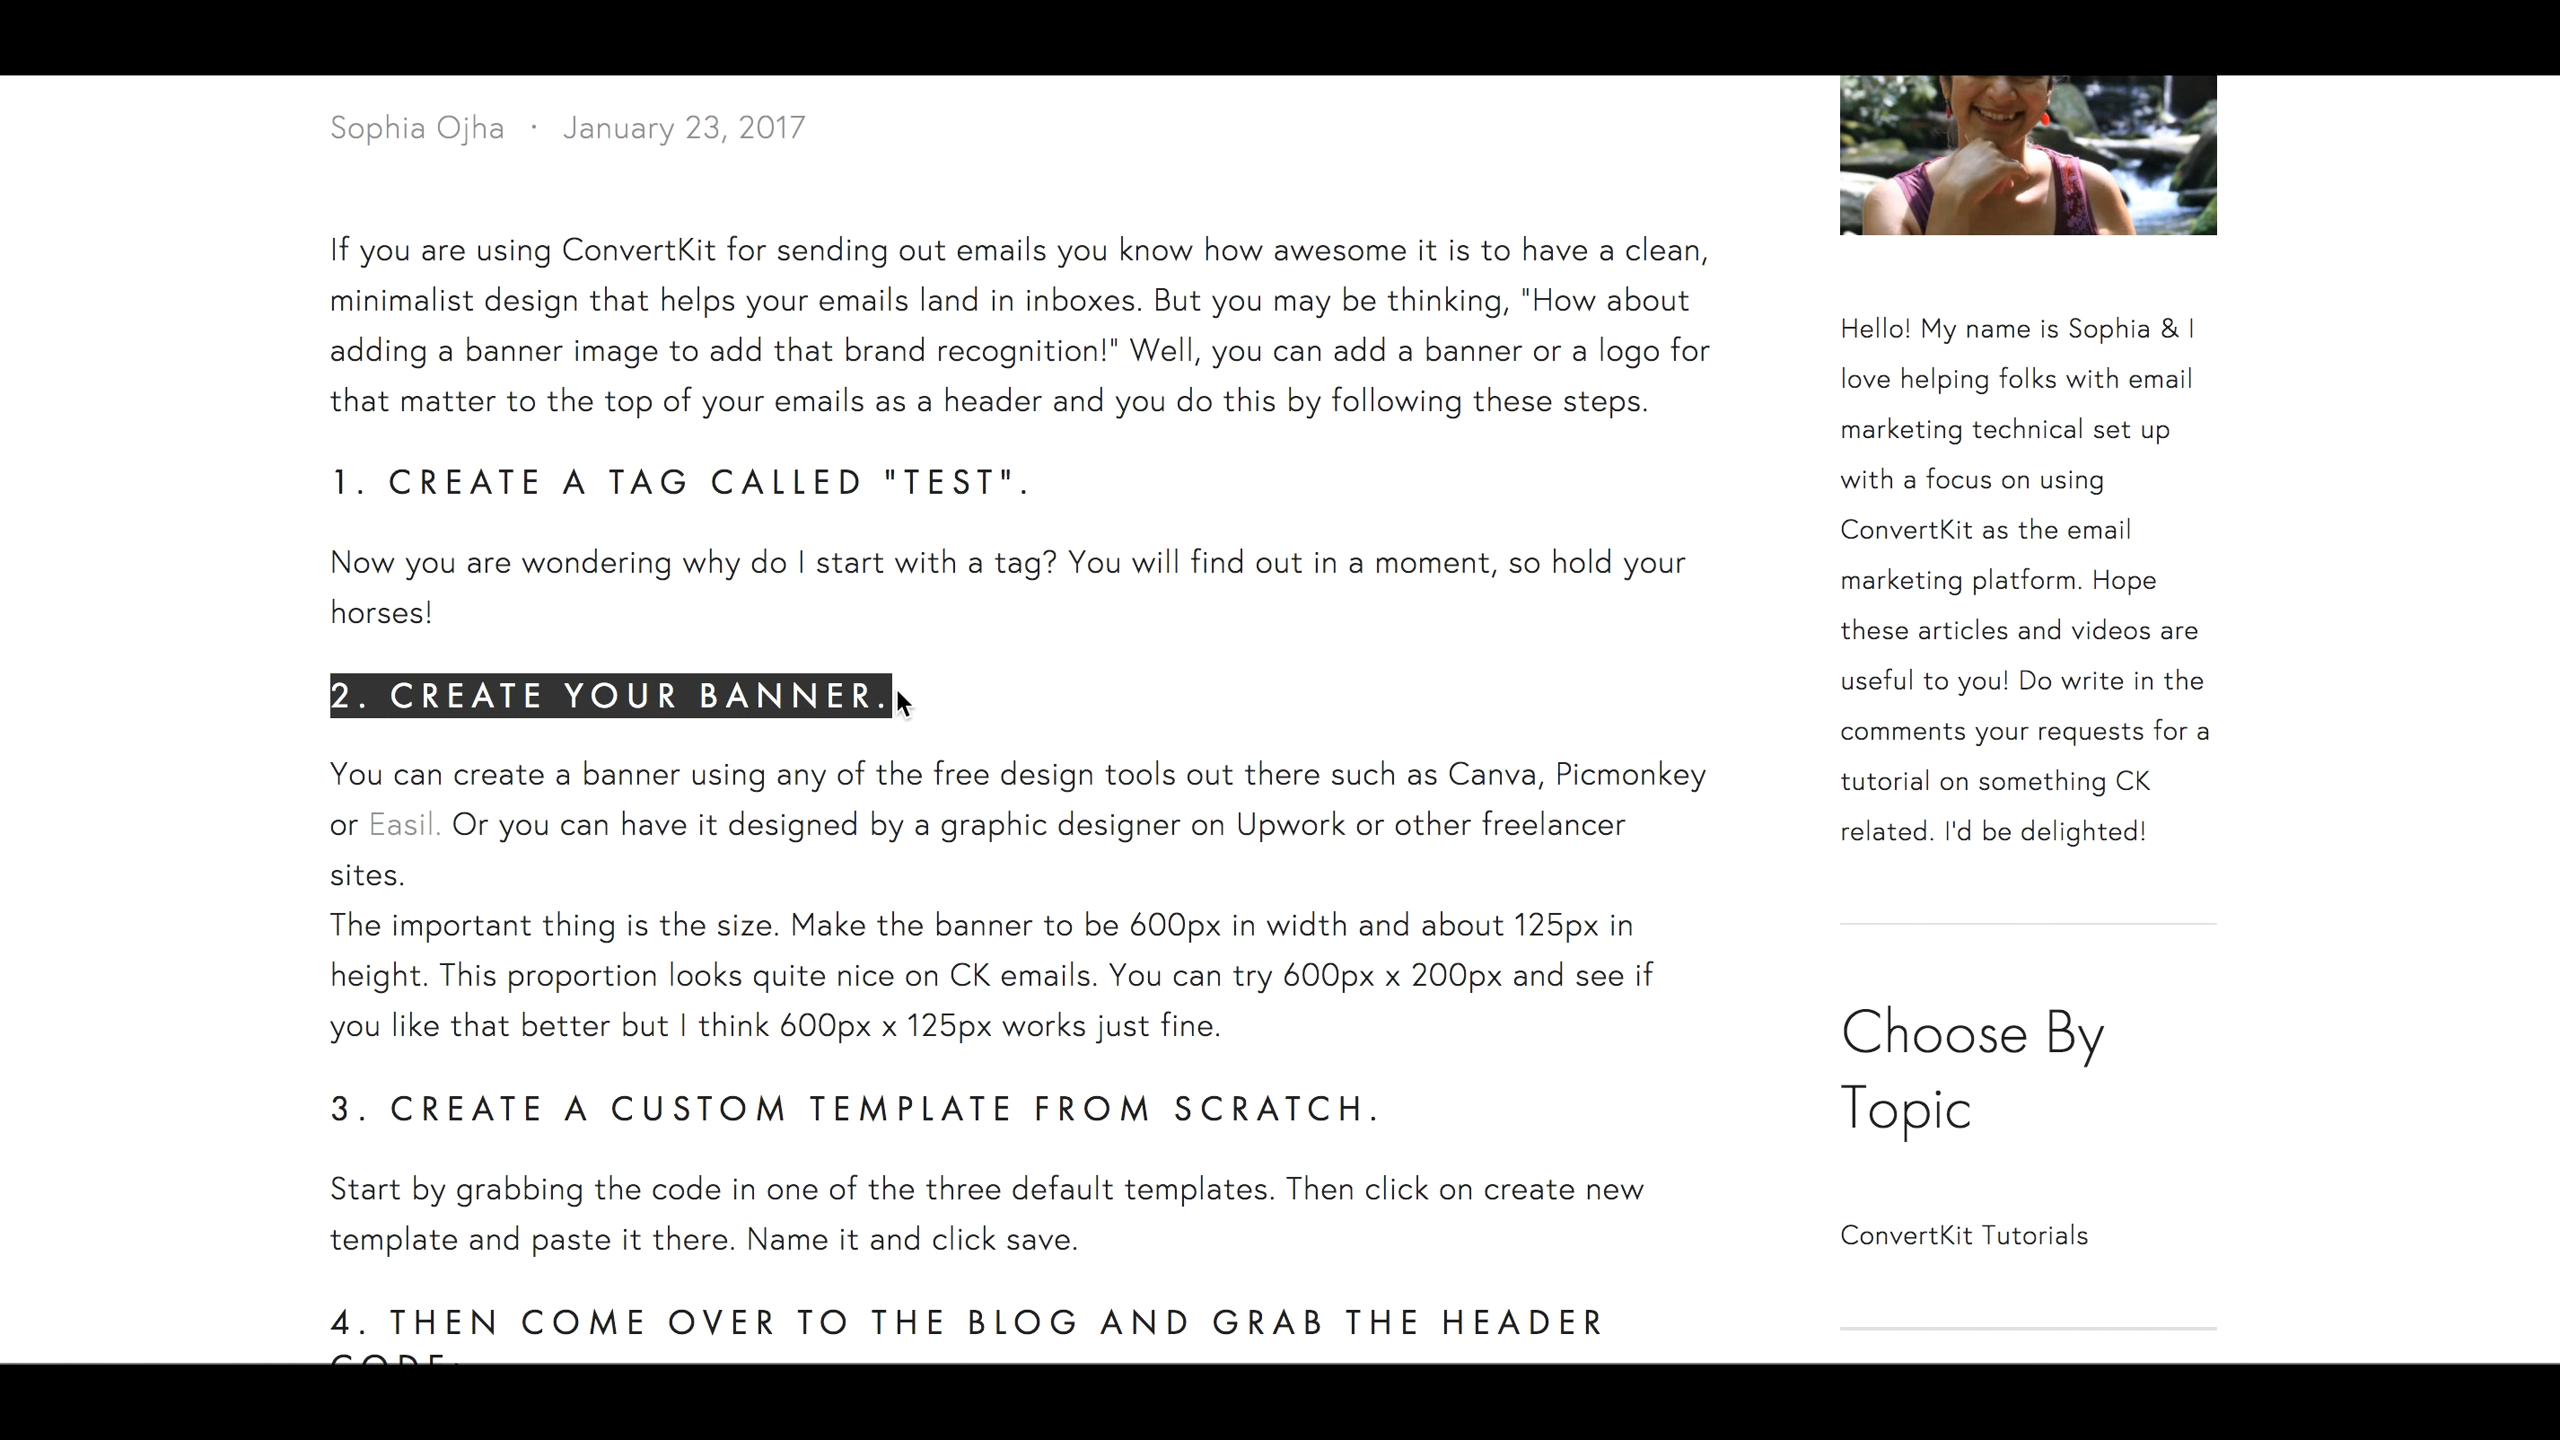 Sophia Ojha · January 23, 2017
If you are using ConvertKit for sending out emails you know how awesome it is to have a clean,
minimalist design that helps your emails land in inboxes. But you may be thinking, "How about
adding a banner image to add that brand recognition!" Well, you can add a banner or a logo for
that matter to the top of your emails as a header and you do this by following these steps.
1. CREATE A TAG CALLED "TEST".
Now you are wondering why do I start with a tag? You will find out in a moment, so hold your
horses!
2. CREATE YOUR BANNER.
You can create a banner using any of the free design tools out there such as Canva, Picmonkey
or Easil. Or you can have it designed by a graphic designer on Upwork or other freelancer
sites.
The important thing is the size. Make the banner to be 600px in width and about 125px in
height. This proportion looks quite nice on CK emails. You can try 600px x 200px and see if
you like that better but I think 600px x 125px works just fine.
3. CREATE A CUSTOM TEMPLATE FROM SCRATCH.
Start by grabbing the code in one of the three default templates. Then click on create new
template and paste it there. Name it and click save.
4. THEN COME OVER TO THE BLOG AND GRAB THE HEADER
CODE:
Hello! My name is Sophia & I
love helping folks with email
marketing technical set up
with a focus on using
ConvertKit as the email
marketing platform. Hope
these articles and videos are
useful to you! Do write in the
comments your requests for a
tutorial on something CK
related. I'd be delighted!
Choose By
Topic
ConvertKit Tutorials